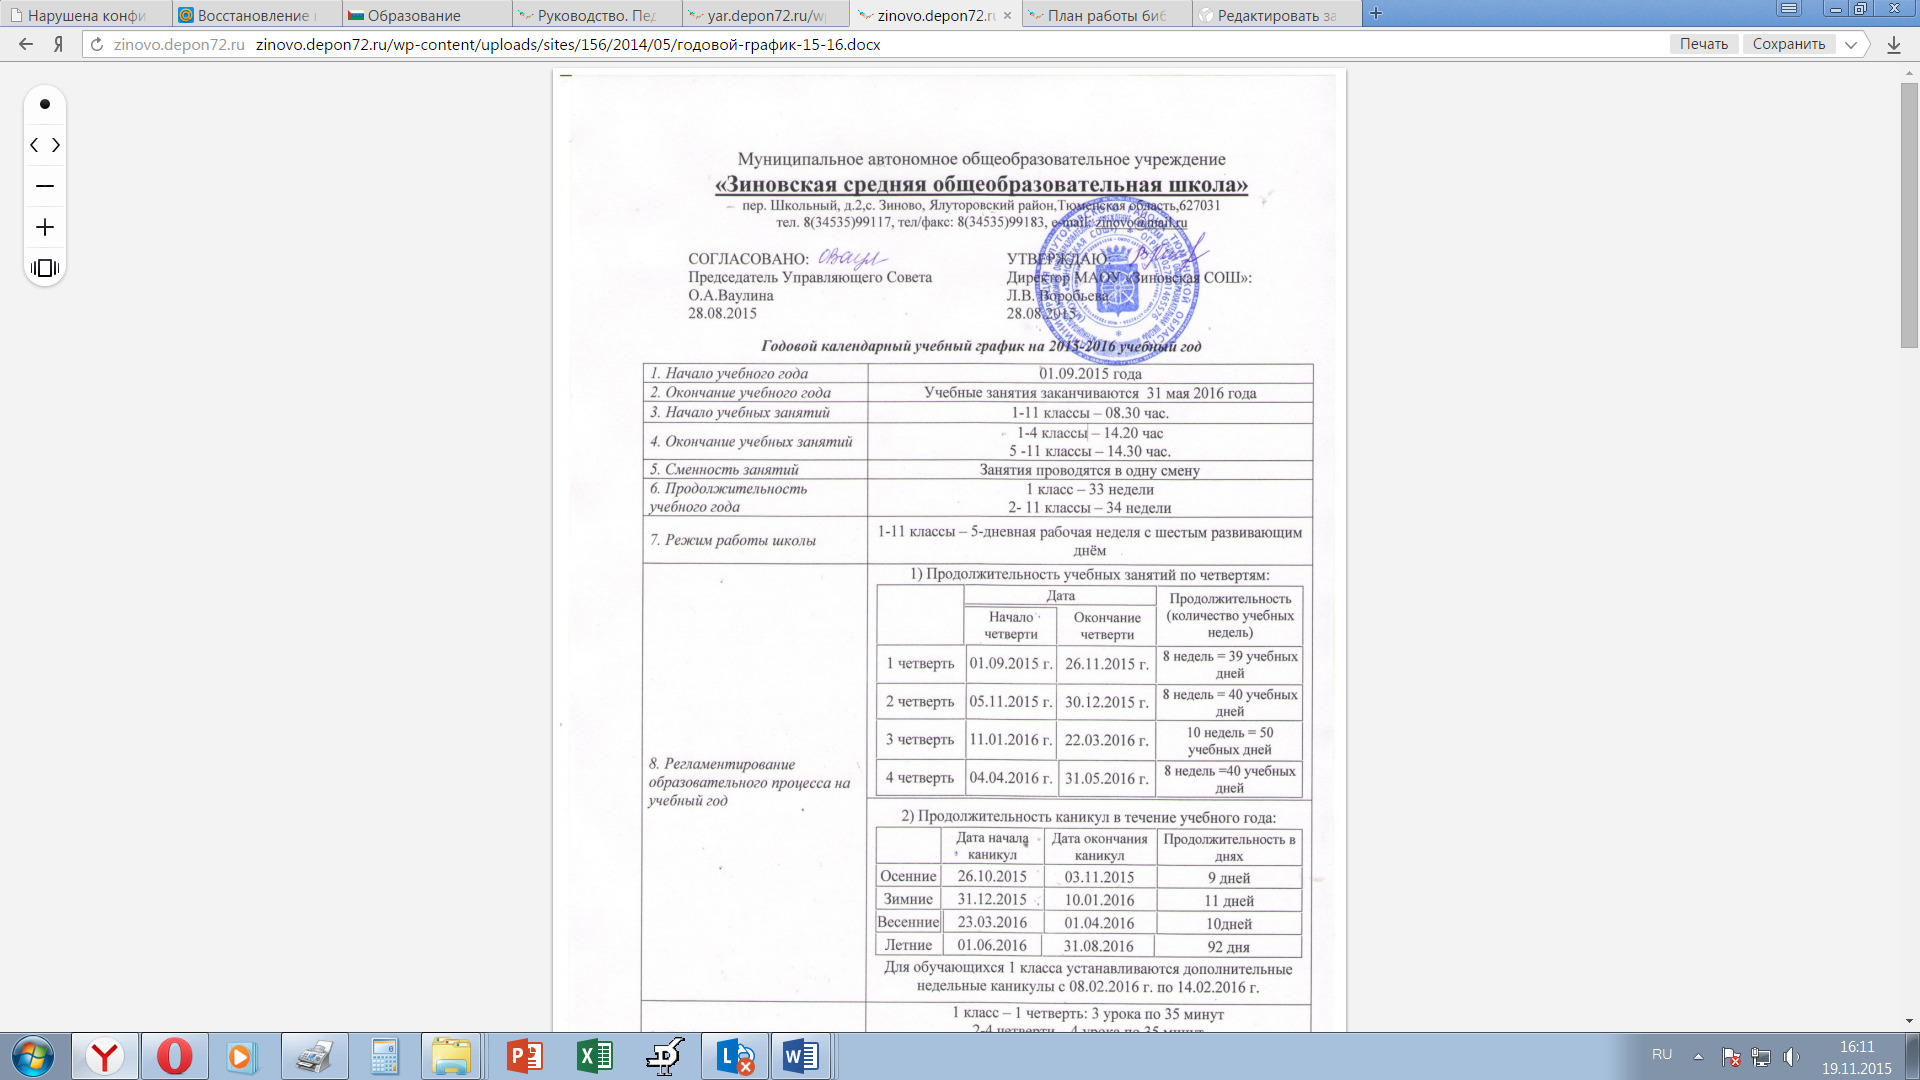 Нарушена конфи
Восстановление
Образование
Руководство. Пед
yar.depon72.ru/wp
zinovo.depon72.ru
План работы биб
Редактировать за
zinovo.depon72.ru zinovo.depon72.ru/wp-content/uploads/sites/156/2014/05/годовой-график-15-16.docx
Печать
Сохранить
Муниципальное автономное общеобразовательное учреждение
«Зиновская средняя общеобразовательная школа»
пер. Школьный, д.2,с. Зиново, Ялуторовский район,Тюменская область,627031
тел. 8(34535)99117, тел/факс: 8(34535)99183, e-mail: zinovo@mail.ru
СОГЛАСОВАНО:
Председатель Управляющего Совета
О.А.Ваулина
28.08.2015
УТВЕРЖДАЮ:
Директор МАОУ «Зиновская СОШ»:
Л.В. Воробьева
28.08.2015
Годовой календарный учебный график на 2015-2016 учебный год
1. Начало учебного года
01.09.2015 года
2. Окончание учебного года
Учебные занятия заканчиваются 31 мая 2016 года
3. Начало учебных занятий
1-11 классы – 08.30 час.
4. Окончание учебных занятий
1-4 классы – 14.20 час
5 -11 классы – 14.30 час.
5. Сменность занятий
Занятия проводятся в одну смену
6. Продолжительность
учебного года
1 класс – 33 недели
2- 11 классы – 34 недели
7. Режим работы школы
1-11 классы – 5-дневная рабочая неделя с шестым развивающим
днём
8. Регламентирование
образовательного процесса на
учебный год
1) Продолжительность учебных занятий по четвертям:
Дата
Продолжительность
(количество учебных
недель)
Начало
четверти
Окончание
четверти
1 четверть 01.09.2015 г. 26.11.2015 г. 8 недель = 39 учебных
дней
2 четверть 05.11.2015 г. 30.12.2015 г. 8 недель = 40 учебных
дней
3 четверть 11.01.2016 г. 22.03.2016 г. 10 недель = 50
учебных дней
4 четверть 04.04.2016 г. 31.05.2016 г. 8 недель =40 учебных
дней
2) Продолжительность каникул в течение учебного года:
Дата начала
каникул
Дата окончания
каникул
Продолжительность в
днях
Осенние 26.10.2015 03.11.2015 9 дней
Зимние 31.12.2015 10.01.2016 11 дней
Весенние 23.03.2016 01.04.2016 10дней
Летние 01.06.2016 31.08.2016 92 дня
Для обучающихся 1 класса устанавливаются дополнительные
недельные каникулы с 08.02.2016 г. по 14.02.2016 г.
1 класс – 1 четверть: 3 урока по 35 минут
2-4 четверти – 4 урока по 35 минут
RU
16:11
19.11.2015